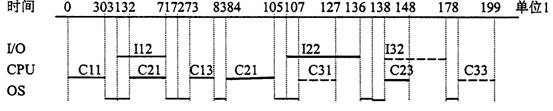 时间 0 303132 717273 8384 105107 127 136 138 148 178 199 单位1
I/O I12 I22 I32
CPU C11 C21 C13 C21 C31 C23 C33
OS